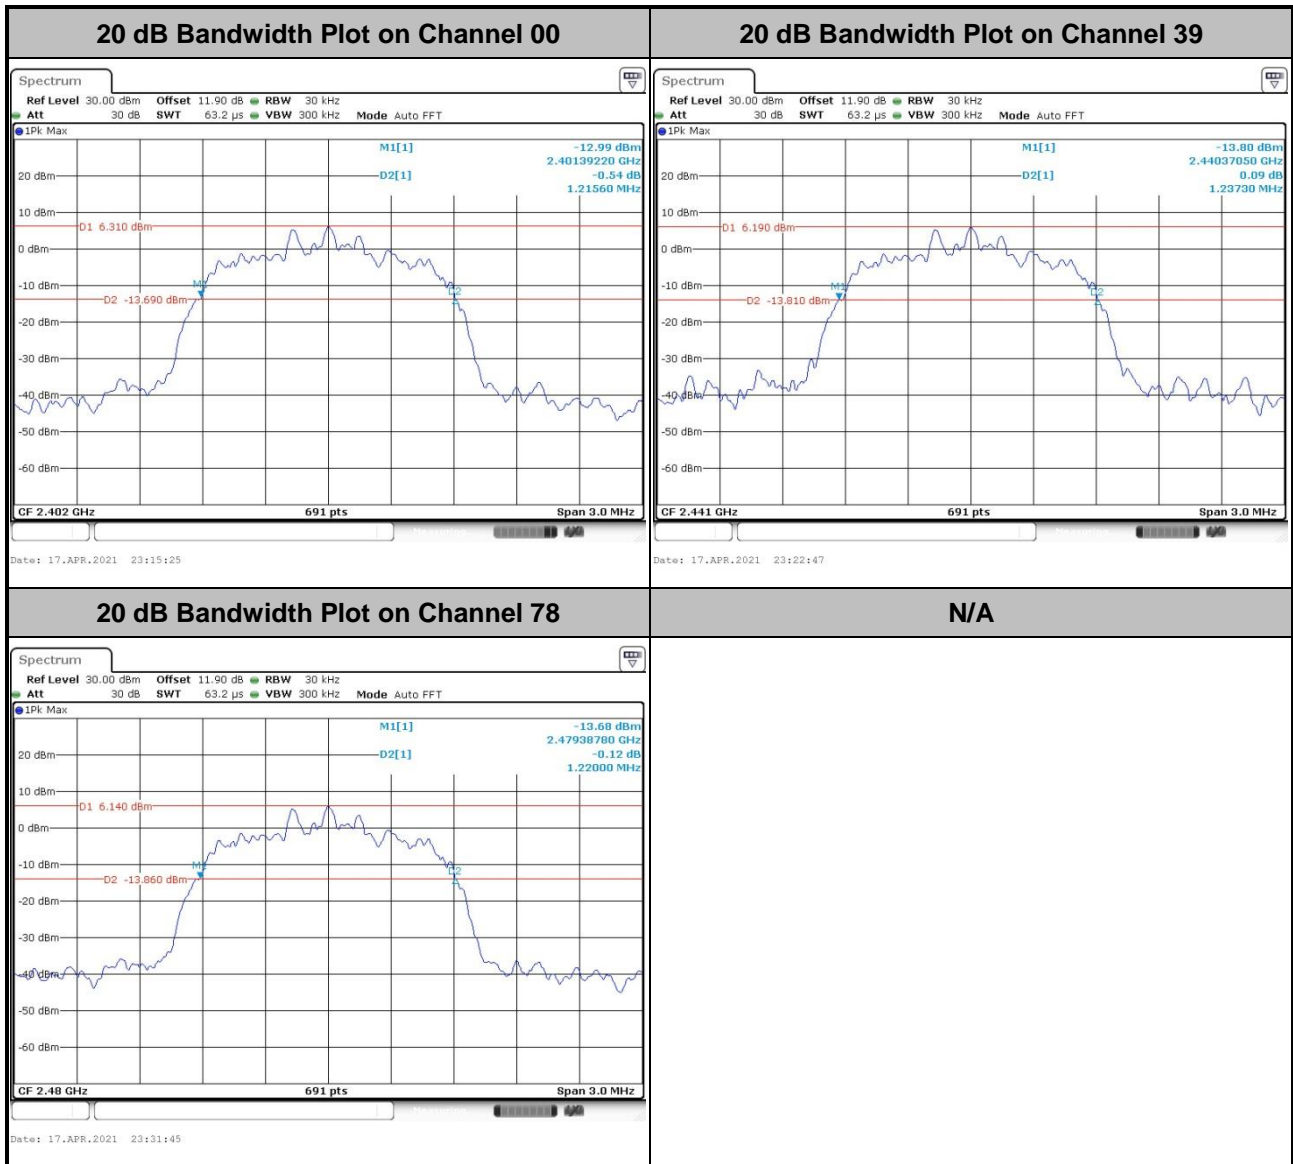 20 dB Bandwidth Plot on Channel 00
20 dB Bandwidth Plot on Channel 39
Spectrum
Ref Level 30.00 dBm Offset 11.90 dB RBW 30 kHz
Att 30 dB SWT 63.2 µs VBW 300 kHz Mode Auto FFT
1Pk Max
M1[1] -12.99 dBm
2.40139220 GHz
20 dBm D2[1] -0.54 dB
1.21560 MHz
10 dBm
D1 6.310 dBm
0 dBm
-10 dBm
M1
D2
D2 -13.690 dBm
-20 dBm
-30 dBm
-40 dBm
-50 dBm
-60 dBm
CF 2.402 GHz 691 pts Span 3.0 MHz
Date: 17.APR.2021 23:15:25
Spectrum
Ref Level 30.00 dBm Offset 11.90 dB RBW 30 kHz
Att 30 dB SWT 63.2 µs VBW 300 kHz Mode Auto FFT
1Pk Max
M1[1] -13.80 dBm
2.44037050 GHz
20 dBm D2[1] 0.09 dB
1.23730 MHz
10 dBm
D1 6.190 dBm
0 dBm
-10 dBm
M1
D2
D2 -13.810 dBm
-20 dBm
-30 dBm
-40 dBm
-50 dBm
-60 dBm
CF 2.441 GHz 691 pts Span 3.0 MHz
Date: 17.APR.2021 23:22:47
20 dB Bandwidth Plot on Channel 78
N/A
Spectrum
Ref Level 30.00 dBm Offset 11.90 dB RBW 30 kHz
Att 30 dB SWT 63.2 µs VBW 300 kHz Mode Auto FFT
1Pk Max
M1[1] -13.68 dBm
2.47938780 GHz
20 dBm D2[1] -0.12 dB
1.22000 MHz
10 dBm
D1 6.140 dBm
0 dBm
-10 dBm
M1
D2
D2 -13.860 dBm
-20 dBm
-30 dBm
-40 dBm
-50 dBm
-60 dBm
CF 2.48 GHz 691 pts Span 3.0 MHz
Date: 17.APR.2021 23:31:45